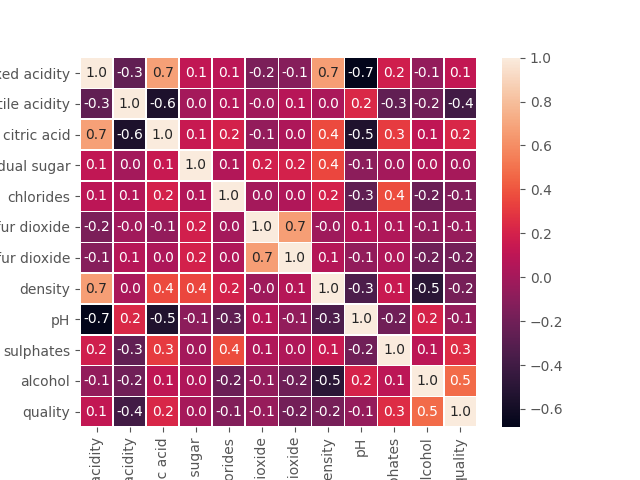 xed acidity 1.0 -0.3 0.7 0.1 0.1 -0.2 -0.1 0.7 -0.7 0.2 -0.1 0.1
tile acidity -0.3 1.0 -0.6 0.0 0.1 -0.0 0.1 0.0 0.2 -0.3 -0.2 -0.4
citric acid 0.7 -0.6 1.0 0.1 0.2 -0.1 0.0 0.4 -0.5 0.3 0.1 0.2
dual sugar 0.1 0.0 0.1 1.0 0.1 0.2 0.2 0.4 -0.1 0.0 0.0 0.0
chlorides 0.1 0.1 0.2 0.1 1.0 0.0 0.0 0.2 -0.3 0.4 -0.2 -0.1
fur dioxide -0.2 -0.0 -0.1 0.2 0.0 1.0 0.7 -0.0 0.1 0.1 -0.1 -0.1
fur dioxide -0.1 0.1 0.0 0.2 0.0 0.7 1.0 0.1 -0.1 0.0 -0.2 -0.2
density 0.7 0.0 0.4 0.4 0.2 -0.0 0.1 1.0 -0.3 0.1 -0.5 -0.2
pH -0.7 0.2 -0.5 -0.1 -0.3 0.1 -0.1 -0.3 1.0 -0.2 0.2 -0.1
sulphates 0.2 -0.3 0.3 0.0 0.4 0.1 0.0 0.1 -0.2 1.0 0.1 0.3
alcohol -0.1 -0.2 0.1 0.0 -0.2 -0.1 -0.2 -0.5 0.2 0.1 1.0 0.5
quality 0.1 -0.4 0.2 0.0 -0.1 -0.1 -0.2 -0.2 -0.1 0.3 0.5 1.0
acidity
acidity
c acid
sugar
orides
ioxide
ioxide
ensity
pH
hates
lcohol
uality
1.0
0.8
0.6
0.4
0.2
0.0
−0.2
−0.4
−0.6